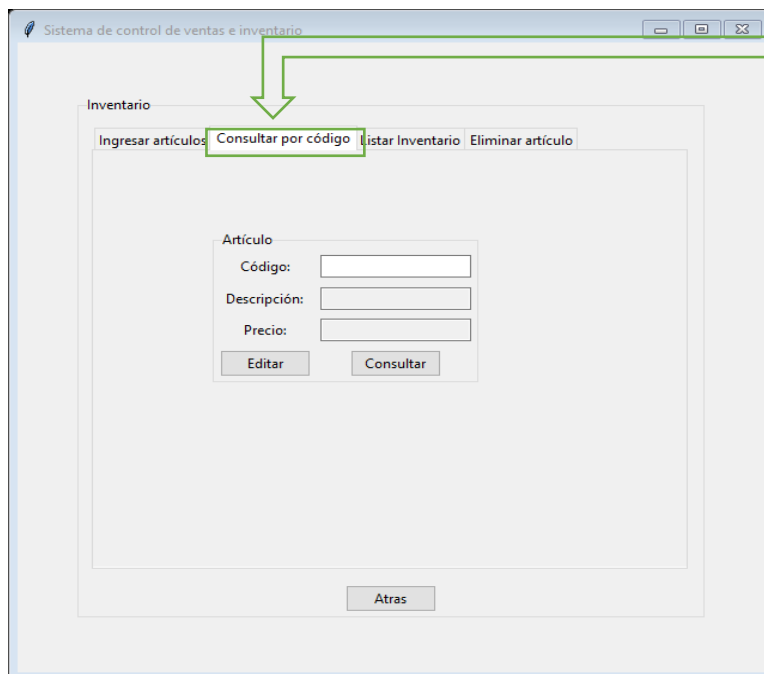 Sistema de control de ventas e inventario
Inventario
Ingresar artículos Consultar por código Listar Inventario Eliminar artículo
Artículo
Código:
Descripción:
Precio:
Editar Consultar
Atras